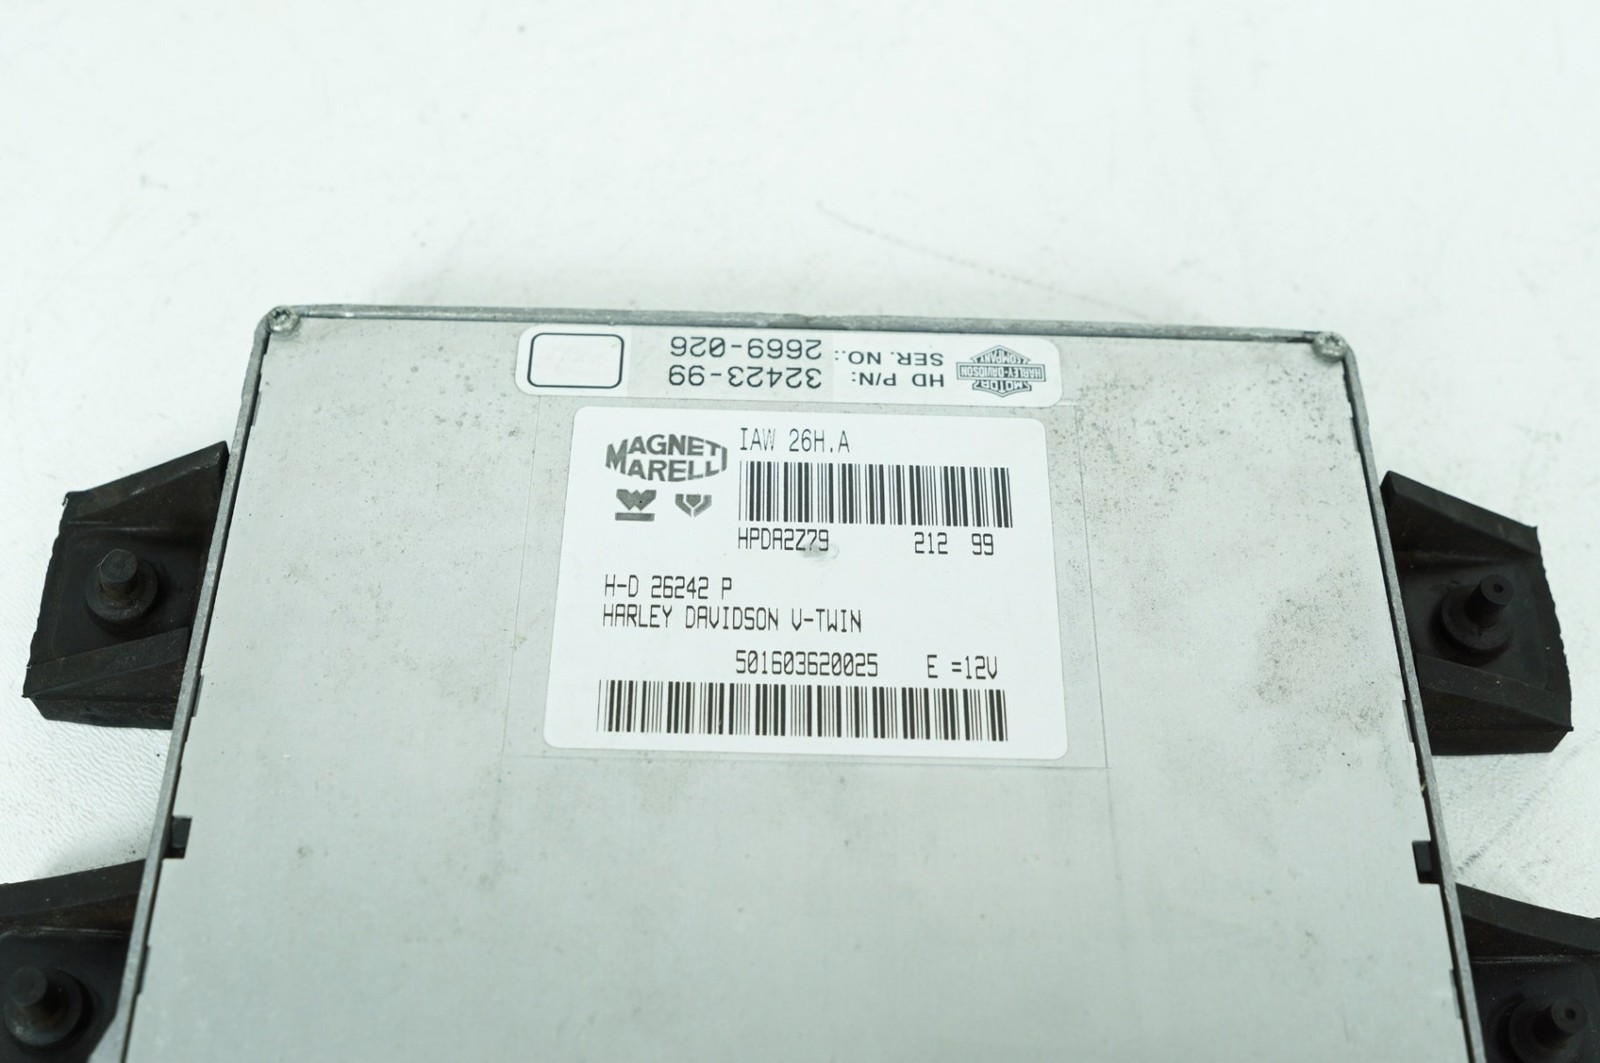 MOTOR
HARLEY-DAVIDSON
COMPANY
HD P/N: 32423-99
SER. NO.: 2669-026
MAGNETI
MARELLI
IAW 26H.A
HPDA2Z79 212 99
H-D 26242 P
HARLEY DAVIDSON V-TWIN
501603620025 E =12V